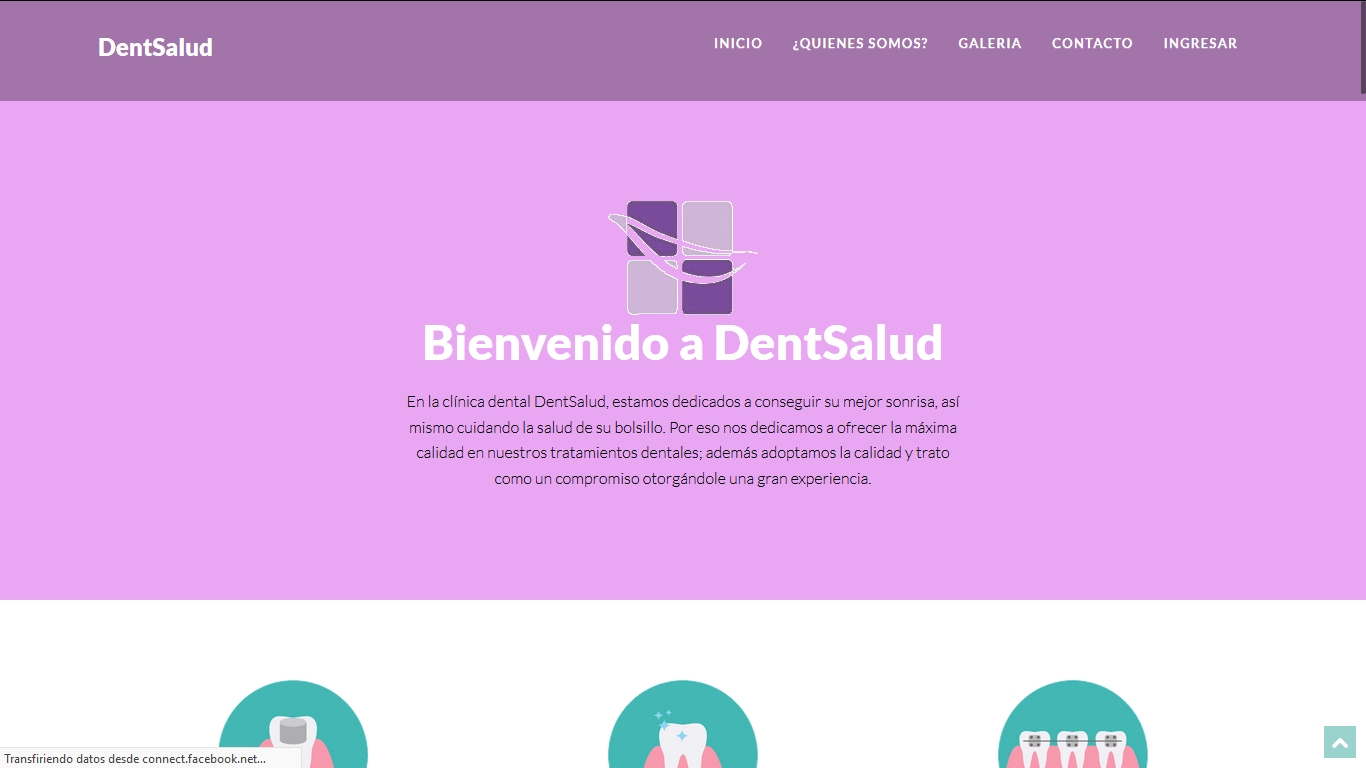 DentSalud
INICIO
¿QUIENES SOMOS?
GALERIA
CONTACTO
INGRESAR
Bienvenido a DentSalud
En la clínica dental DentSalud, estamos dedicados a conseguir su mejor sonrisa, así
mismo cuidando la salud de su bolsillo. Por eso nos dedicamos a ofrecer la máxima
calidad en nuestros tratamientos dentales; además adoptamos la calidad y trato
como un compromiso otorgándole una gran experiencia.
Transfiriendo datos desde connect.facebook.net...